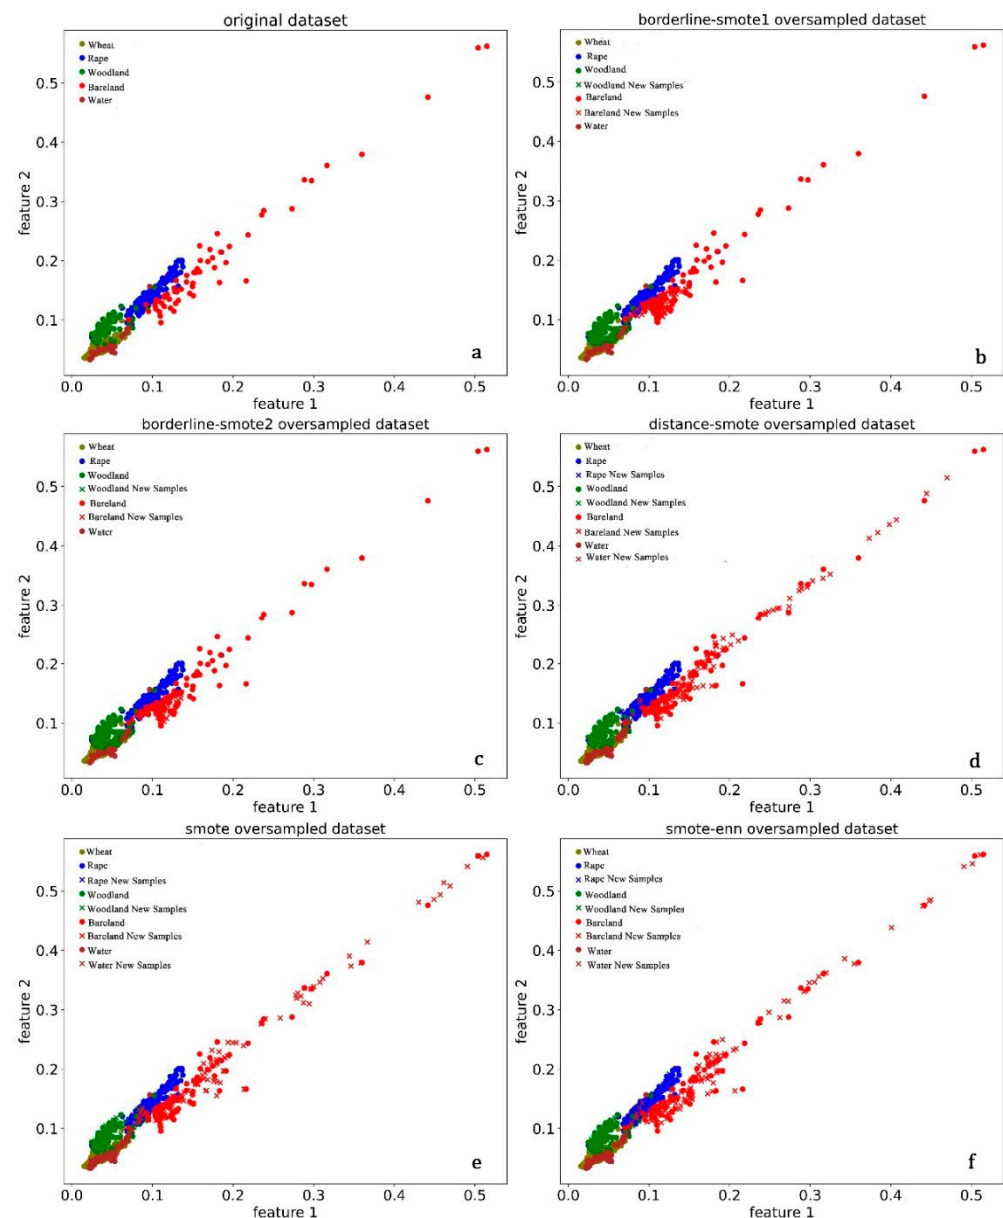 original dataset
Wheat
Rape
Woodland
Bareland
Water
feature 2
0.5
0.4
0.3
0.2
0.1
a
0.0 0.1 0.2 0.3 0.4 0.5
feature 1
borderline-smote1 oversampled dataset
Wheat
Rape
Woodland
Woodland New Samples
Bareland
Bareland New Samples
Water
feature 2
0.5
0.4
0.3
0.2
0.1
b
0.0 0.1 0.2 0.3 0.4 0.5
feature 1
borderline-smote2 oversampled dataset
Wheat
Rape
Woodland
Woodland New Samples
Bareland
Bareland New Samples
Water
feature 2
0.5
0.4
0.3
0.2
0.1
c
0.0 0.1 0.2 0.3 0.4 0.5
feature 1
distance-smote oversampled dataset
Wheat
Rape
Rape New Samples
Woodland
Woodland New Samples
Bareland
Bareland New Samples
Water
Water New Samples
feature 2
0.5
0.4
0.3
0.2
0.1
d
0.0 0.1 0.2 0.3 0.4 0.5
feature 1
smote oversampled dataset
Wheat
Rape
Rape New Samples
Woodland
Woodland New Samples
Bareland
Bareland New Samples
Water
Water New Samples
feature 2
0.5
0.4
0.3
0.2
0.1
e
0.0 0.1 0.2 0.3 0.4 0.5
feature 1
smote-enn oversampled dataset
Wheat
Rape
Rape New Samples
Woodland
Woodland New Samples
Bareland
Bareland New Samples
Water
Water New Samples
feature 2
0.5
0.4
0.3
0.2
0.1
f
0.0 0.1 0.2 0.3 0.4 0.5
feature 1